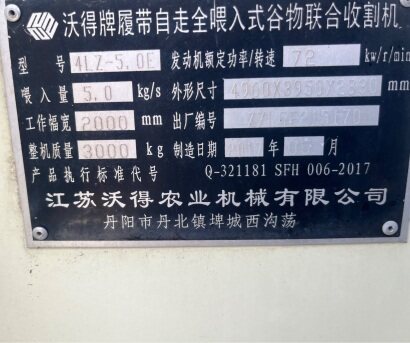 沃得牌履带自走全喂入式谷物联合收割机
型号 4LZ-5.0E 发动机额定功率/转速 72 kw/r/min
喂入量 5.0 kg/s 外形尺寸 mm
工作幅宽 2000 mm 出厂编号
整机质量 3000 kg 制造日期 年 月
产品执行标准代号 Q-321181 SFH 006-2017
江苏沃得农业机械有限公司
丹阳市丹北镇埤城西沟荡